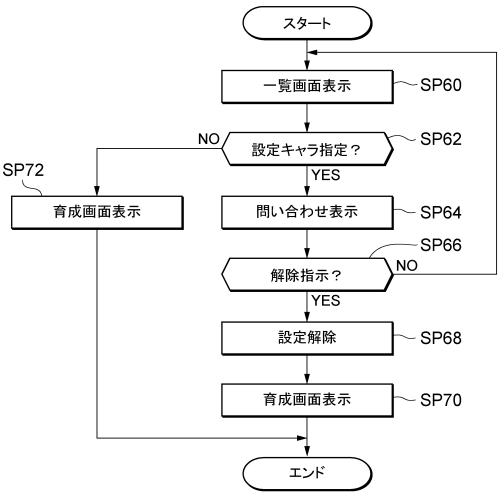 スタート
一覧画面表示
SP60
設定キャラ指定？
SP62
NO
YES
SP72
育成画面表示
問い合わせ表示
SP64
SP66
解除指示？
NO
YES
設定解除
SP68
育成画面表示
SP70
エンド